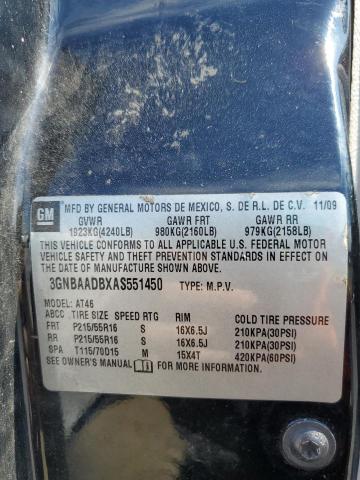 GM
MFD BY GENERAL MOTORS DE MEXICO, S. DE R.L. DE C.V. 11/09
GVWR GAWR FRT GAWR RR
1923KG(4240LB) 980KG(2160LB) 979KG(2158LB)
THIS VEHICLE CONFORMS TO ALL APPLICABLE U.S. FEDERAL MOTOR
VEHICLE SAFETY, BUMPER, AND THEFT PREVENTION STANDARDS IN EFFECT
ON THE DATE OF MANUFACTURE SHOWN ABOVE.
3GNBAADBXAS551450 TYPE: M.P.V.
MODEL: AT46
ABCC TIRE SIZE SPEED RTG RIM COLD TIRE PRESSURE
FRT P215/55R16 S 16X6.5J 210KPA(30PSI)
RR P215/55R16 S 16X6.5J 210KPA(30PSI)
SPA T115/70D15 M 15X4T 420KPA(60PSI)
SEE OWNER'S MANUAL FOR MORE INFORMATION.